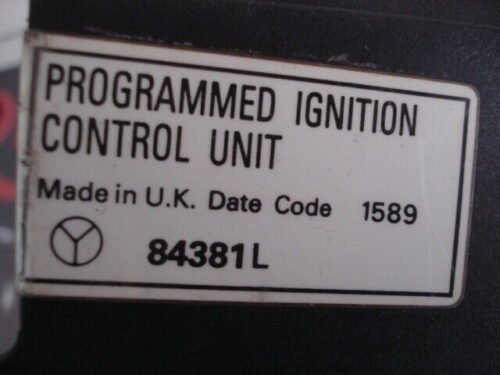 PROGRAMMED IGNITION
CONTROL UNIT
Made in U.K. Date Code 1589
84381L